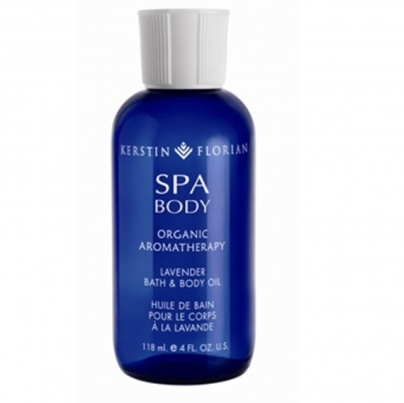 KERSTIN FLORIAN
SPA
BODY
ORGANIC
AROMATHERAPY
LAVENDER
BATH & BODY OIL
HUILE DE BAIN
POUR LE CORPS
À LA LAVANDE
118 ml. e 4 FL. OZ. U.S.